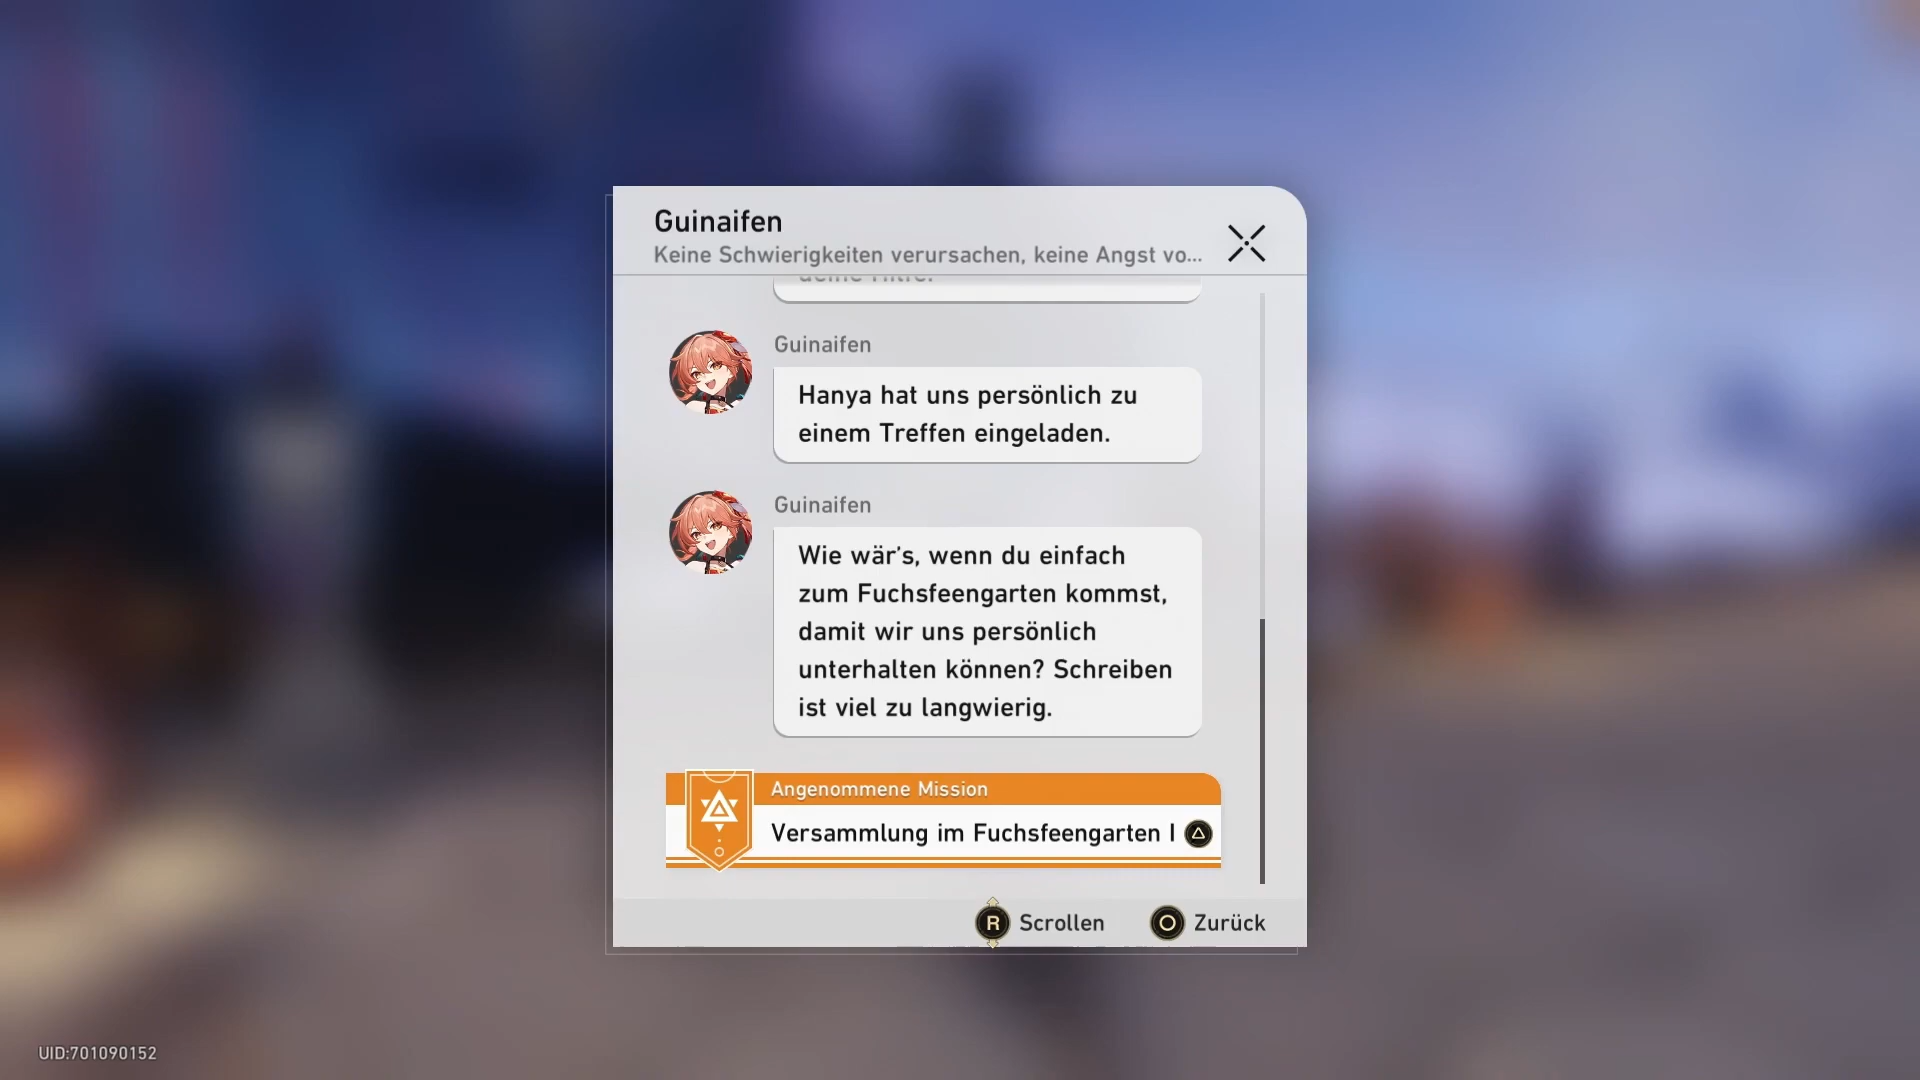 Guinaifen
Keine Schwierigkeiten verursachen, keine Angst vo...
deine Hilfe.
Guinaifen
Hanya hat uns persönlich zu
einem Treffen eingeladen.
Guinaifen
Wie wär's, wenn du einfach
zum Fuchsfeengarten kommst,
damit wir uns persönlich
unterhalten können? Schreiben
ist viel zu langwierig.
Angenommene Mission
Versammlung im Fuchsfeengarten I
R Scrollen
Zurück
UID:701090152